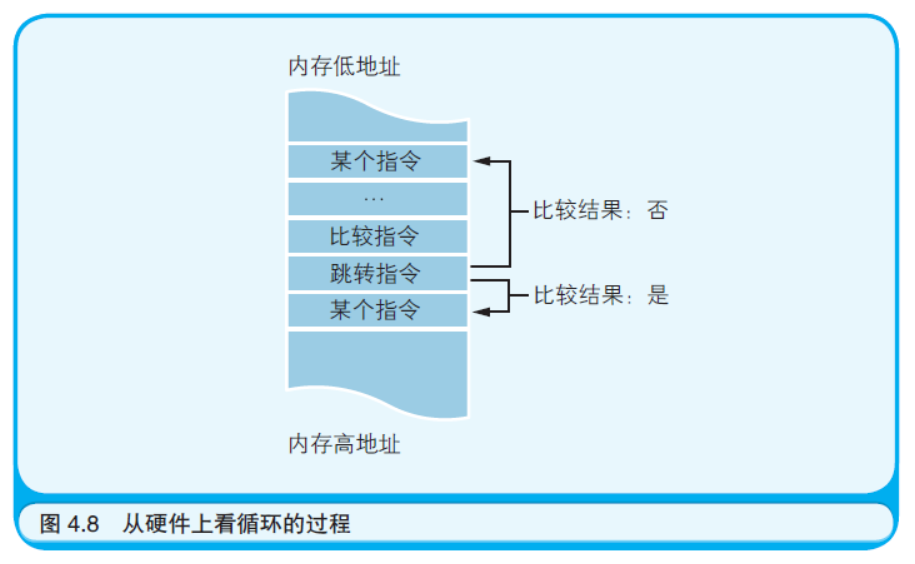 内存低地址
某个指令
…
比较指令
跳转指令
某个指令
比较结果：否
比较结果：是
内存高地址
图 4.8 从硬件上看循环的过程